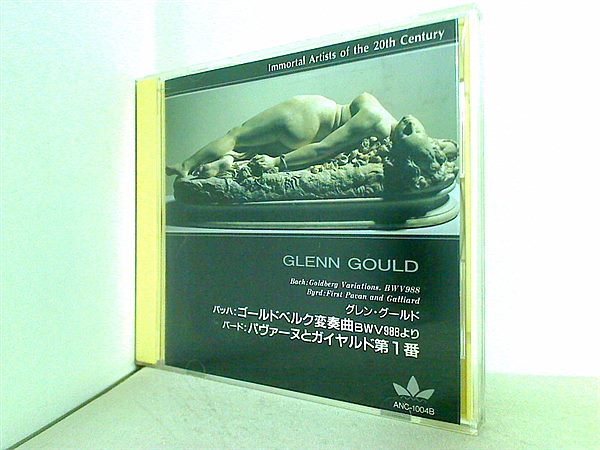 Immortal Artists of the 20th Century
GLENN GOULD
Bach:Goldberg Variations. BWV988
Byrd:First Pavan and Galliard
グレン・グールド
バッハ:ゴールドベルク変奏曲BWV988より
バード:パヴァーヌとガイヤルド第1番
ANC-1004B